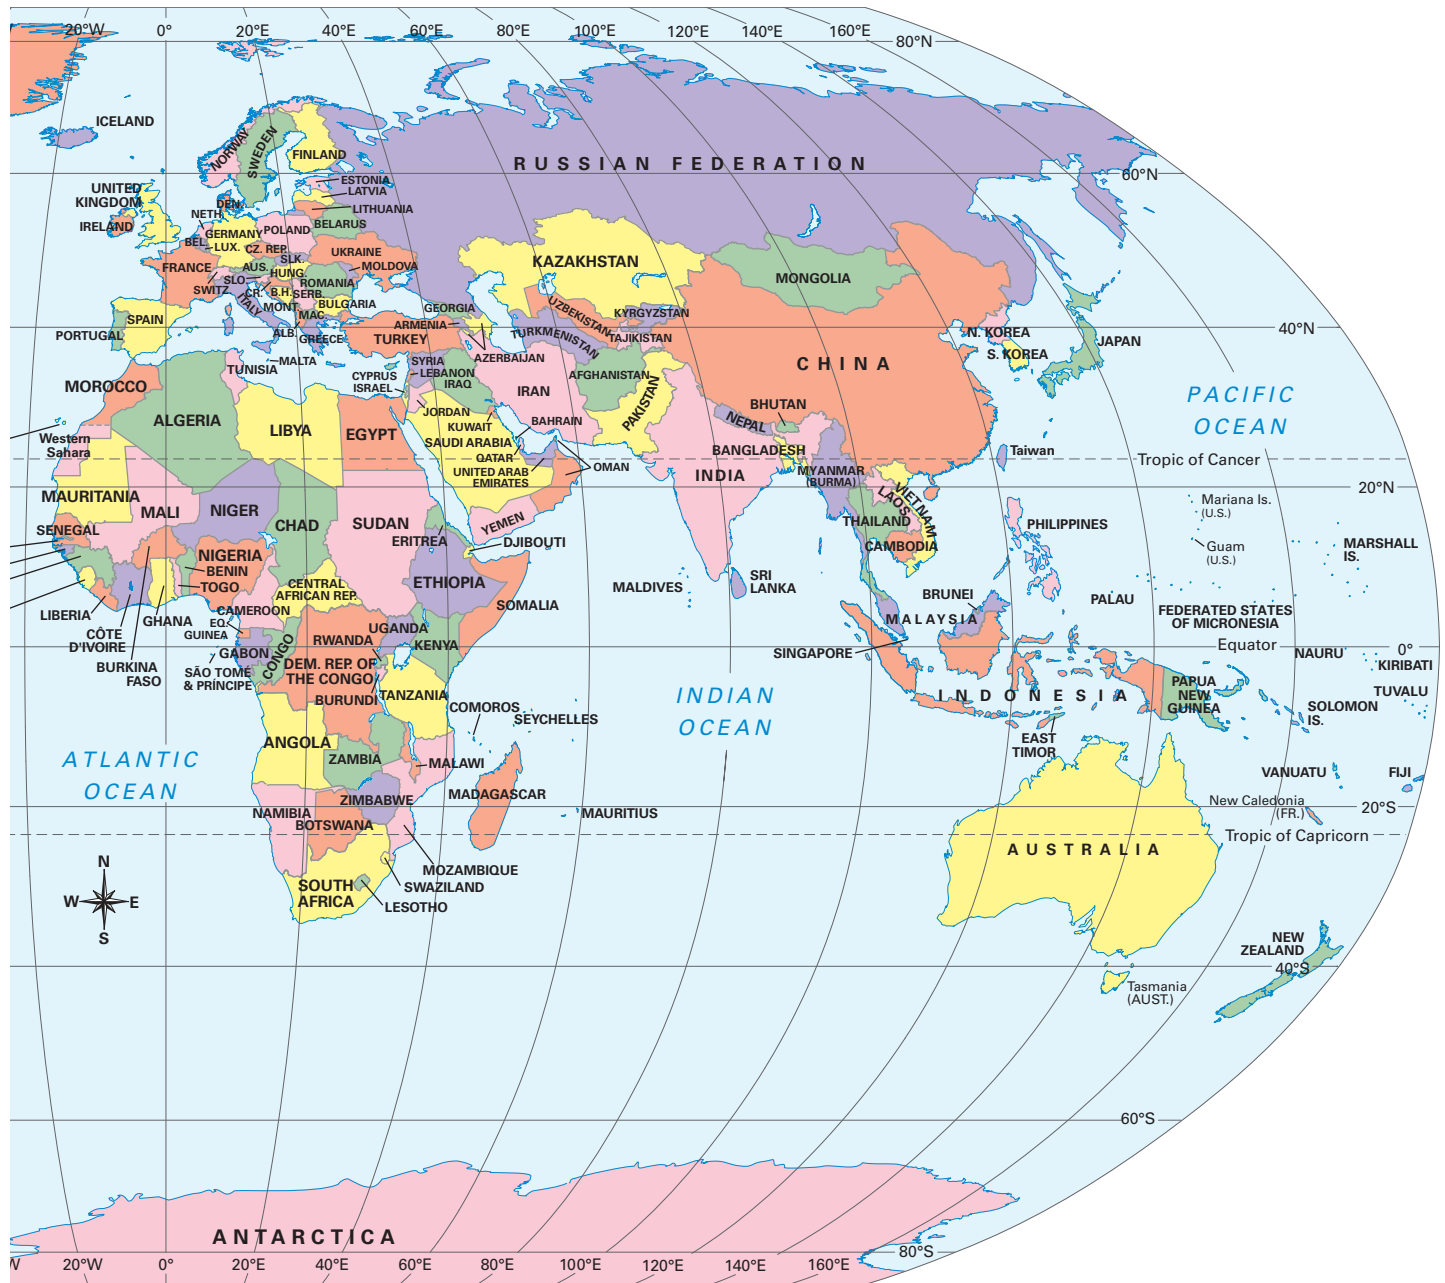 20°W
0°
20°E
40°E
60°E
80°E
100°E
120°E
140°E
160°E
80°N
ICELAND
NORWAY
SWEDEN
FINLAND
RUSSIAN FEDERATION
60°N
UNITED
KINGDOM
IRELAND
DEN.
NETH.
BEL.
LUX.
GERMANY
POLAND
ESTONIA
LATVIA
LITHUANIA
BELARUS
CZ. REP.
SLK.
UKRAINE
MOLDOVA
FRANCE
SWITZ.
AUS.
HUNG.
SLO.
CR.
B.H.
SERB.
ROMANIA
ITALY
MONT.
MAC.
BULGARIA
ALB.
GREECE
SPAIN
PORTUGAL
MALTA
GEORGIA
ARMENIA
TURKEY
AZERBAIJAN
KAZAKHSTAN
UZBEKISTAN
TURKMENISTAN
KYRGYZSTAN
TAJIKISTAN
MONGOLIA
CHINA
N. KOREA
S. KOREA
JAPAN
40°N
PACIFIC
OCEAN
SYRIA
LEBANON
CYPRUS
ISRAEL
IRAQ
JORDAN
KUWAIT
IRAN
AFGHANISTAN
PAKISTAN
BAHRAIN
SAUDI ARABIA
QATAR
UNITED ARAB
EMIRATES
OMAN
YEMEN
NEPAL
BHUTAN
BANGLADESH
INDIA
MYANMAR
(BURMA)
Taiwan
Tropic of Cancer
20°N
VIETNAM
LAOS
THAILAND
CAMBODIA
PHILIPPINES
Mariana Is.
(U.S.)
Guam
(U.S.)
MARSHALL
IS.
MOROCCO
TUNISIA
ALGERIA
LIBYA
EGYPT
Western
Sahara
MAURITANIA
MALI
NIGER
CHAD
SUDAN
ERITREA
DJIBOUTI
SENEGAL
NIGERIA
BENIN
TOGO
GHANA
LIBERIA
CÔTE
D'IVOIRE
BURKINA
FASO
CAMEROON
CENTRAL
AFRICAN REP.
ETHIOPIA
SOMALIA
EQ.
GUINEA
GABON
CONGO
SÃO TOMÉ
& PRÍNCIPE
RWANDA
UGANDA
KENYA
DEM. REP. OF
THE CONGO
BURUNDI
TANZANIA
MALDIVES
SRI
LANKA
BRUNEI
MALAYSIA
SINGAPORE
PALAU
FEDERATED STATES
OF MICRONESIA
Equator
NAURU
0°
KIRIBATI
TUVALU
INDONESIA
PAPUA
NEW
GUINEA
SOLOMON
IS.
EAST
TIMOR
COMOROS
SEYCHELLES
INDIAN
OCEAN
ATLANTIC
OCEAN
ANGOLA
ZAMBIA
MALAWI
ZIMBABWE
NAMIBIA
BOTSWANA
MADAGASCAR
MAURITIUS
MOZAMBIQUE
SWAZILAND
LESOTHO
SOUTH
AFRICA
VANUATU
FIJI
New Caledonia
(FR.)
20°S
Tropic of Capricorn
AUSTRALIA
N
W
E
S
NEW
ZEALAND
40°S
Tasmania
(AUST.)
60°S
ANTARCTICA
80°S
W
20°W
0°
20°E
40°E
60°E
80°E
100°E
120°E
140°E
160°E